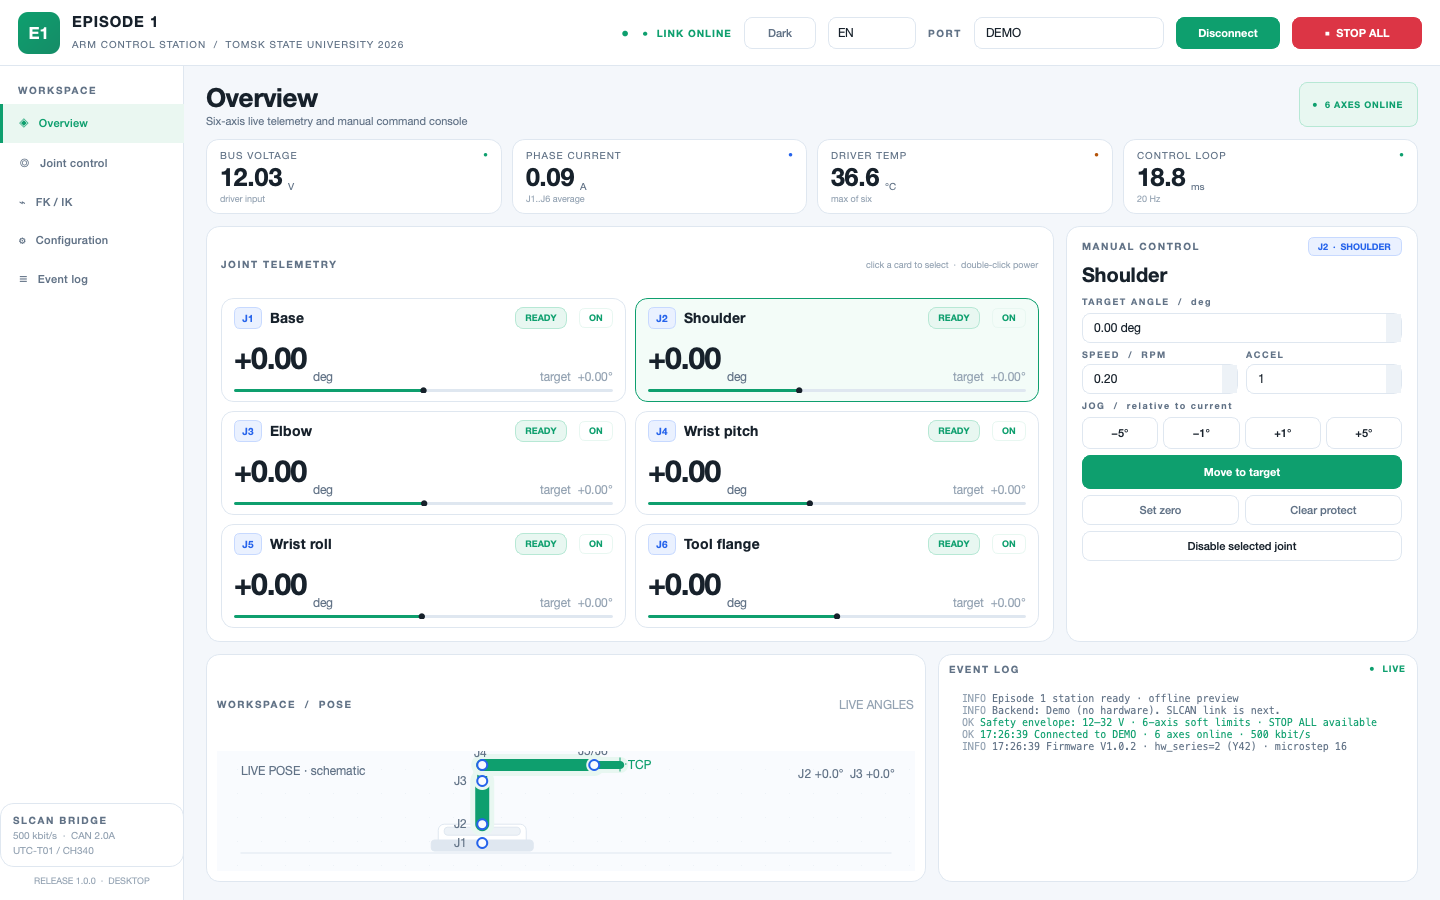 E1
EPISODE 1
ARM CONTROL STATION / TOMSK STATE UNIVERSITY 2026
LINK ONLINE
Dark
EN
PORT
DEMO
Disconnect
STOP ALL
WORKSPACE
Overview
Joint control
FK / IK
Configuration
Event log
SLCAN BRIDGE
500 kbit/s · CAN 2.0A
UTC-T01 / CH340
RELEASE 1.0.0 · DESKTOP
Overview
Six-axis live telemetry and manual command console
6 AXES ONLINE
BUS VOLTAGE
12.03 V
driver input
PHASE CURRENT
0.09 A
J1..J6 average
DRIVER TEMP
36.6 °C
max of six
CONTROL LOOP
18.8 ms
20 Hz
JOINT TELEMETRY
click a card to select · double-click power
J1 Base READY ON
+0.00 deg target +0.00°
J2 Shoulder READY ON
+0.00 deg target +0.00°
J3 Elbow READY ON
+0.00 deg target +0.00°
J4 Wrist pitch READY ON
+0.00 deg target +0.00°
J5 Wrist roll READY ON
+0.00 deg target +0.00°
J6 Tool flange READY ON
+0.00 deg target +0.00°
MANUAL CONTROL
J2 · SHOULDER
Shoulder
TARGET ANGLE / deg
0.00 deg
SPEED / RPM ACCEL
0.20 1
JOG / relative to current
−5° −1° +1° +5°
Move to target
Set zero Clear protect
Disable selected joint
WORKSPACE / POSE
LIVE ANGLES
LIVE POSE · schematic
J2 +0.0° J3 +0.0°
J4
J5/J6
TCP
J3
J2
J1
EVENT LOG
LIVE
INFO Episode 1 station ready · offline preview
INFO Backend: Demo (no hardware). SLCAN link is next.
OK Safety envelope: 12–32 V · 6-axis soft limits · STOP ALL available
OK 17:26:39 Connected to DEMO · 6 axes online · 500 kbit/s
INFO 17:26:39 Firmware V1.0.2 · hw_series=2 (Y42) · microstep 16